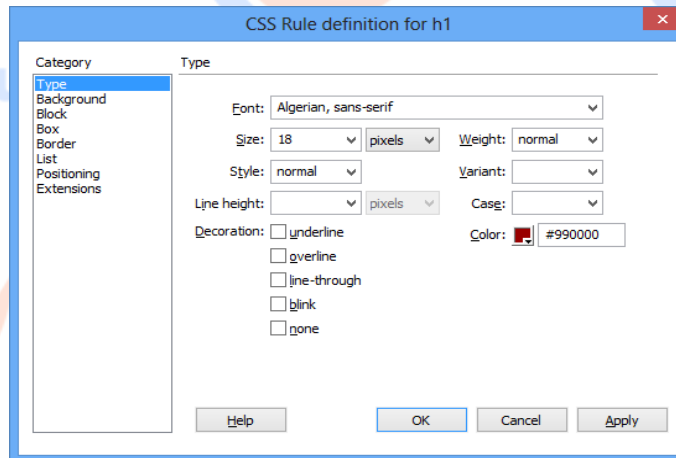 CSS Rule definition for h1
Category
Type
Type
Background
Block
Box
Border
List
Positioning
Extensions
Font: Algerian, sans-serif
Size: 18 pixels Weight: normal
Style: normal Variant:
Line height: pixels Case:
Decoration: underline Color: #990000
overline
line-through
blink
none
Help OK Cancel Apply